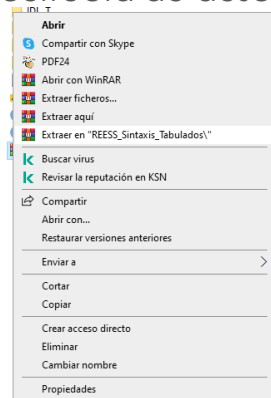 Abrir
Compartir con Skype
PDF24
Abrir con WinRAR
Extraer ficheros...
Extraer aquí
Extraer en "REESS_Sintaxis_Tabulados\"
Buscar virus
Revisar la reputación en KSN
Compartir
Abrir con...
Restaurar versiones anteriores
Enviar a
Cortar
Copiar
Crear acceso directo
Eliminar
Cambiar nombre
Propiedades